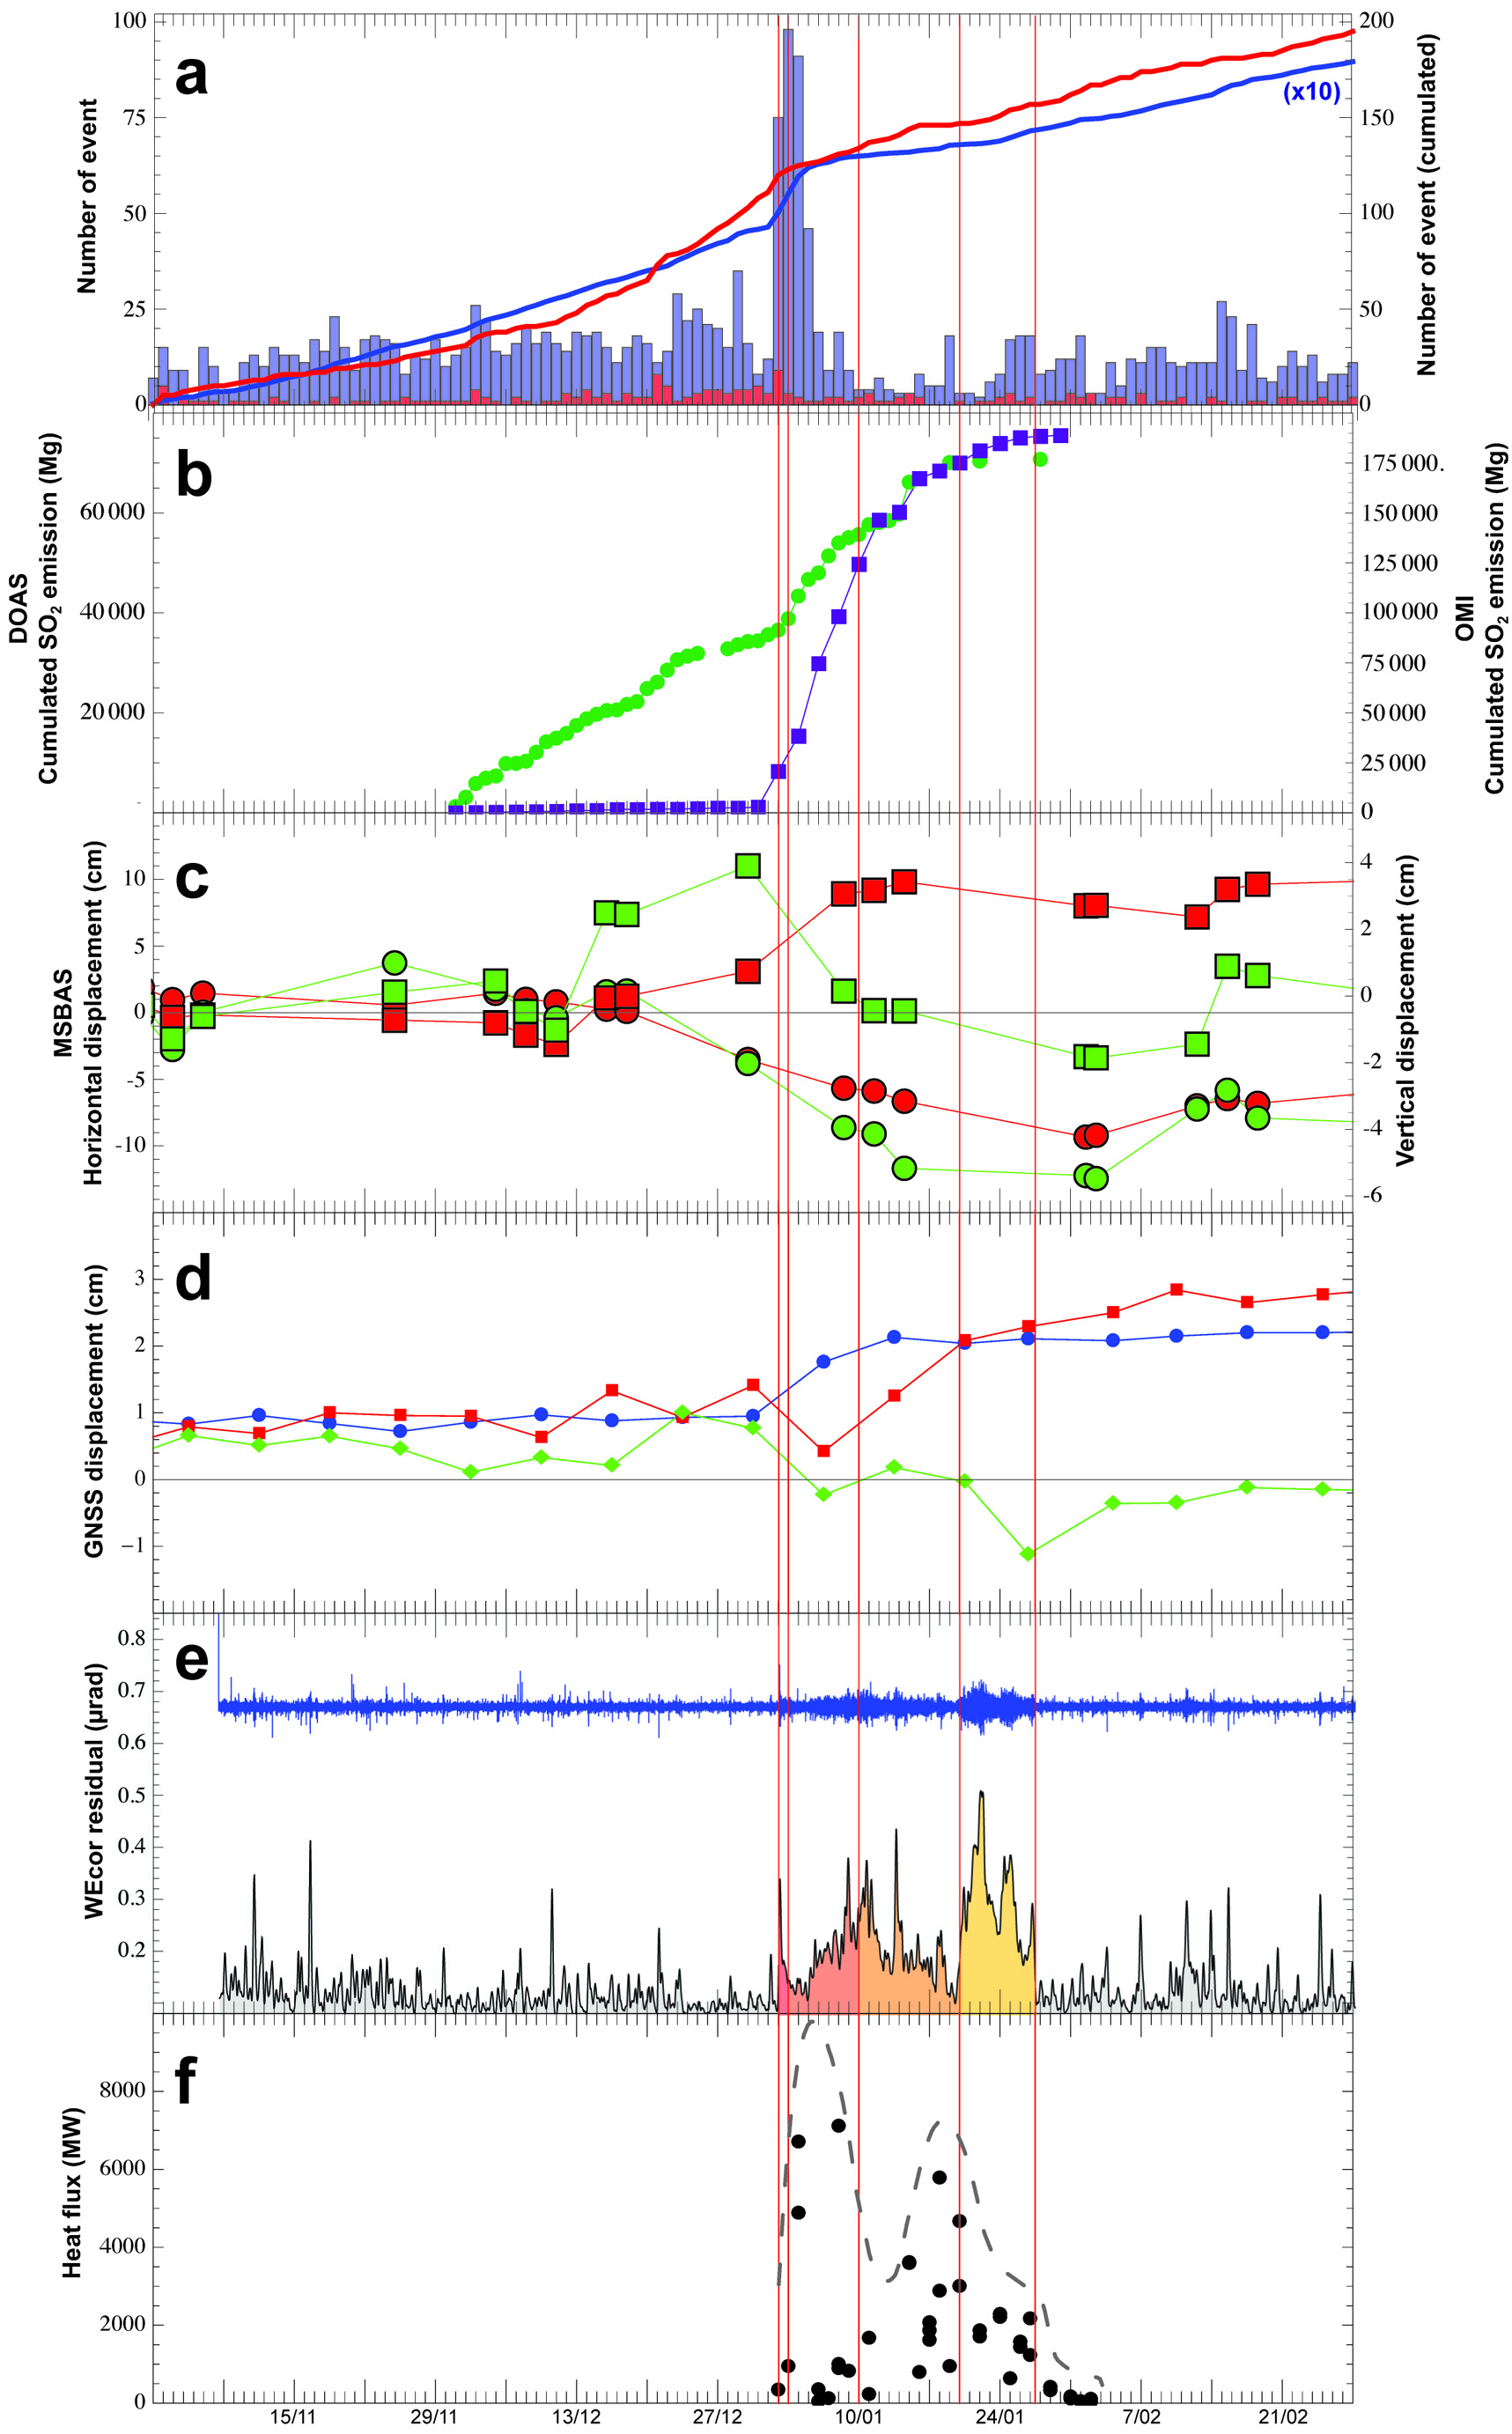 a
Number of event
100
75
50
25
0
200
150
100
50
0
Number of event (cumulated)
(x10)
b
DOAS
Cumulated SO2 emission (Mg)
60 000
40 000
20 000
-
175 000.
150 000
125 000
100 000
75 000
50 000
25 000
0
OMI
Cumulated SO2 emission (Mg)
c
MSBAS
Horizontal displacement (cm)
10
5
0
-5
-10
4
2
0
-2
-4
-6
Vertical displacement (cm)
d
GNSS displacement (cm)
3
2
1
0
−1
e
WEcor residual (µrad)
0.8
0.7
0.6
0.5
0.4
0.3
0.2
f
Heat flux (MW)
8000
6000
4000
2000
0
15/11 29/11 13/12 27/12 10/01 24/01 7/02 21/02